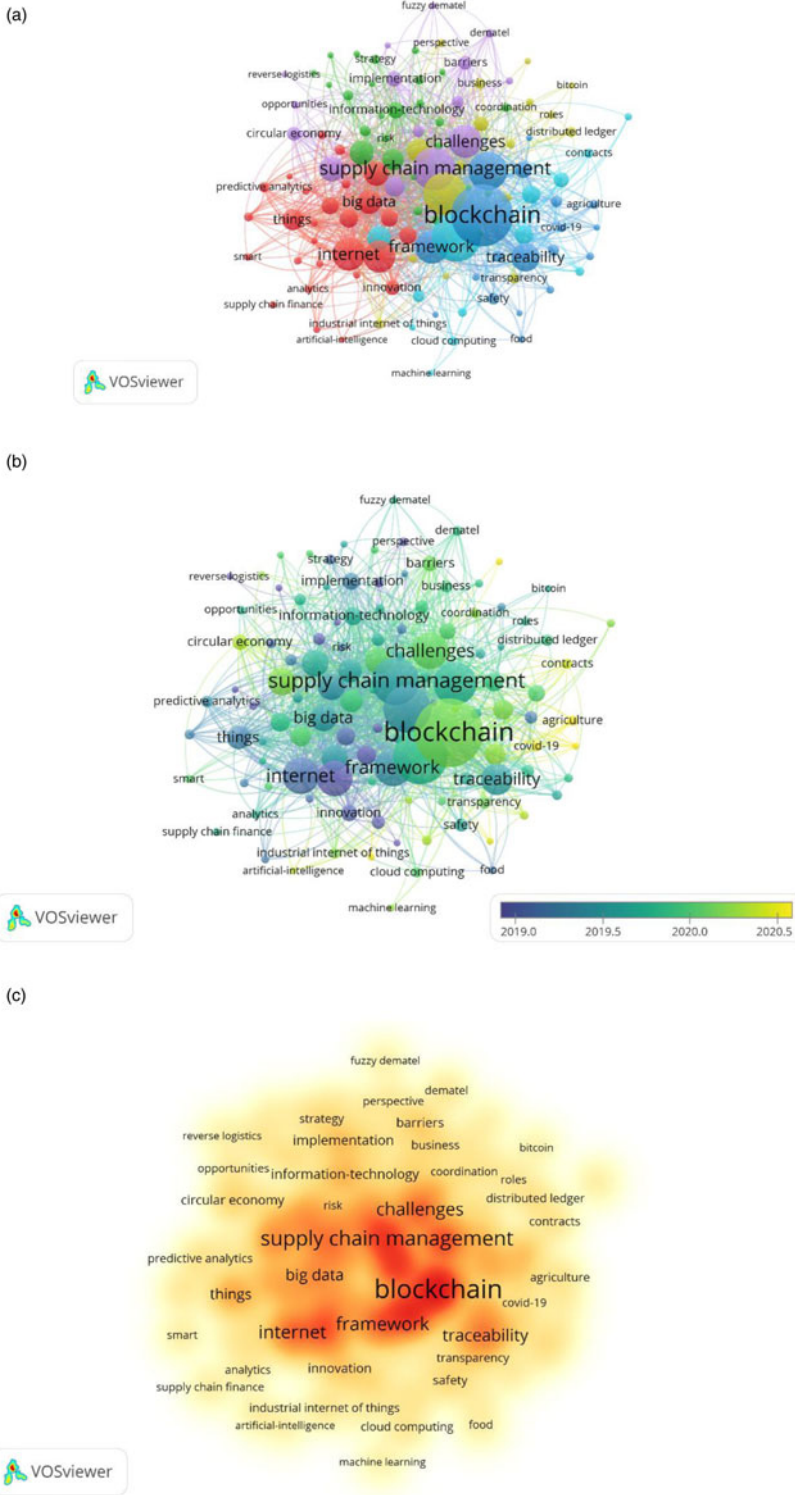 (a)
fuzzy dematel
dematel
perspective
strategy
barriers
reverse logistics
implementation
business
bitcoin
opportunities
information-technology
coordination
roles
circular economy
risk
challenges
distributed ledger
contracts
supply chain management
predictive analytics
big data
agriculture
things
blockchain
covid-19
internet
framework
traceability
smart
transparency
analytics
innovation
safety
supply chain finance
industrial internet of things
artificial-intelligence
cloud computing
food
machine learning
VOSviewer
(b)
fuzzy dematel
dematel
perspective
strategy
barriers
reverse logistics
implementation
business
bitcoin
opportunities
information-technology
coordination
roles
circular economy
risk
challenges
distributed ledger
contracts
supply chain management
predictive analytics
big data
agriculture
things
blockchain
covid-19
internet
framework
traceability
smart
transparency
analytics
innovation
safety
supply chain finance
industrial internet of things
artificial-intelligence
cloud computing
food
machine learning
VOSviewer
2019.0 2019.5 2020.0 2020.5
(c)
fuzzy dematel
dematel
perspective
strategy
barriers
reverse logistics
implementation
business
bitcoin
opportunities
information-technology
coordination
roles
circular economy
risk
challenges
distributed ledger
contracts
supply chain management
predictive analytics
big data
agriculture
things
blockchain
covid-19
internet
framework
traceability
smart
transparency
analytics
innovation
safety
supply chain finance
industrial internet of things
artificial-intelligence
cloud computing
food
machine learning
VOSviewer